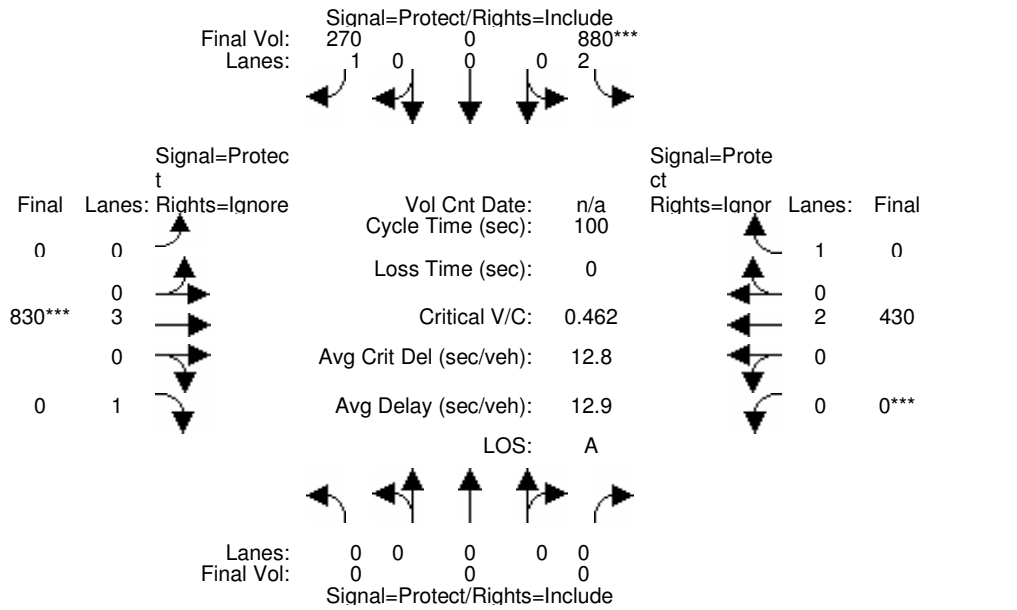 Signal=Protect/Rights=Include
Final Vol: 270 0 880***
Lanes: 1 0 0 0 2
Signal=Protec
t
Signal=Prote
ct
Final Lanes: Rights=Ignore Vol Cnt Date: n/a Rights=Ignor Lanes: Final
Cycle Time (sec): 100
0 0 1 0
Loss Time (sec): 0
0 0
830*** 3 Critical V/C: 0.462 2 430
0 Avg Crit Del (sec/veh): 12.8 0
0 1 Avg Delay (sec/veh): 12.9 0 0***
LOS: A
Lanes: 0 0 0 0 0
Final Vol: 0 0 0
Signal=Protect/Rights=Include